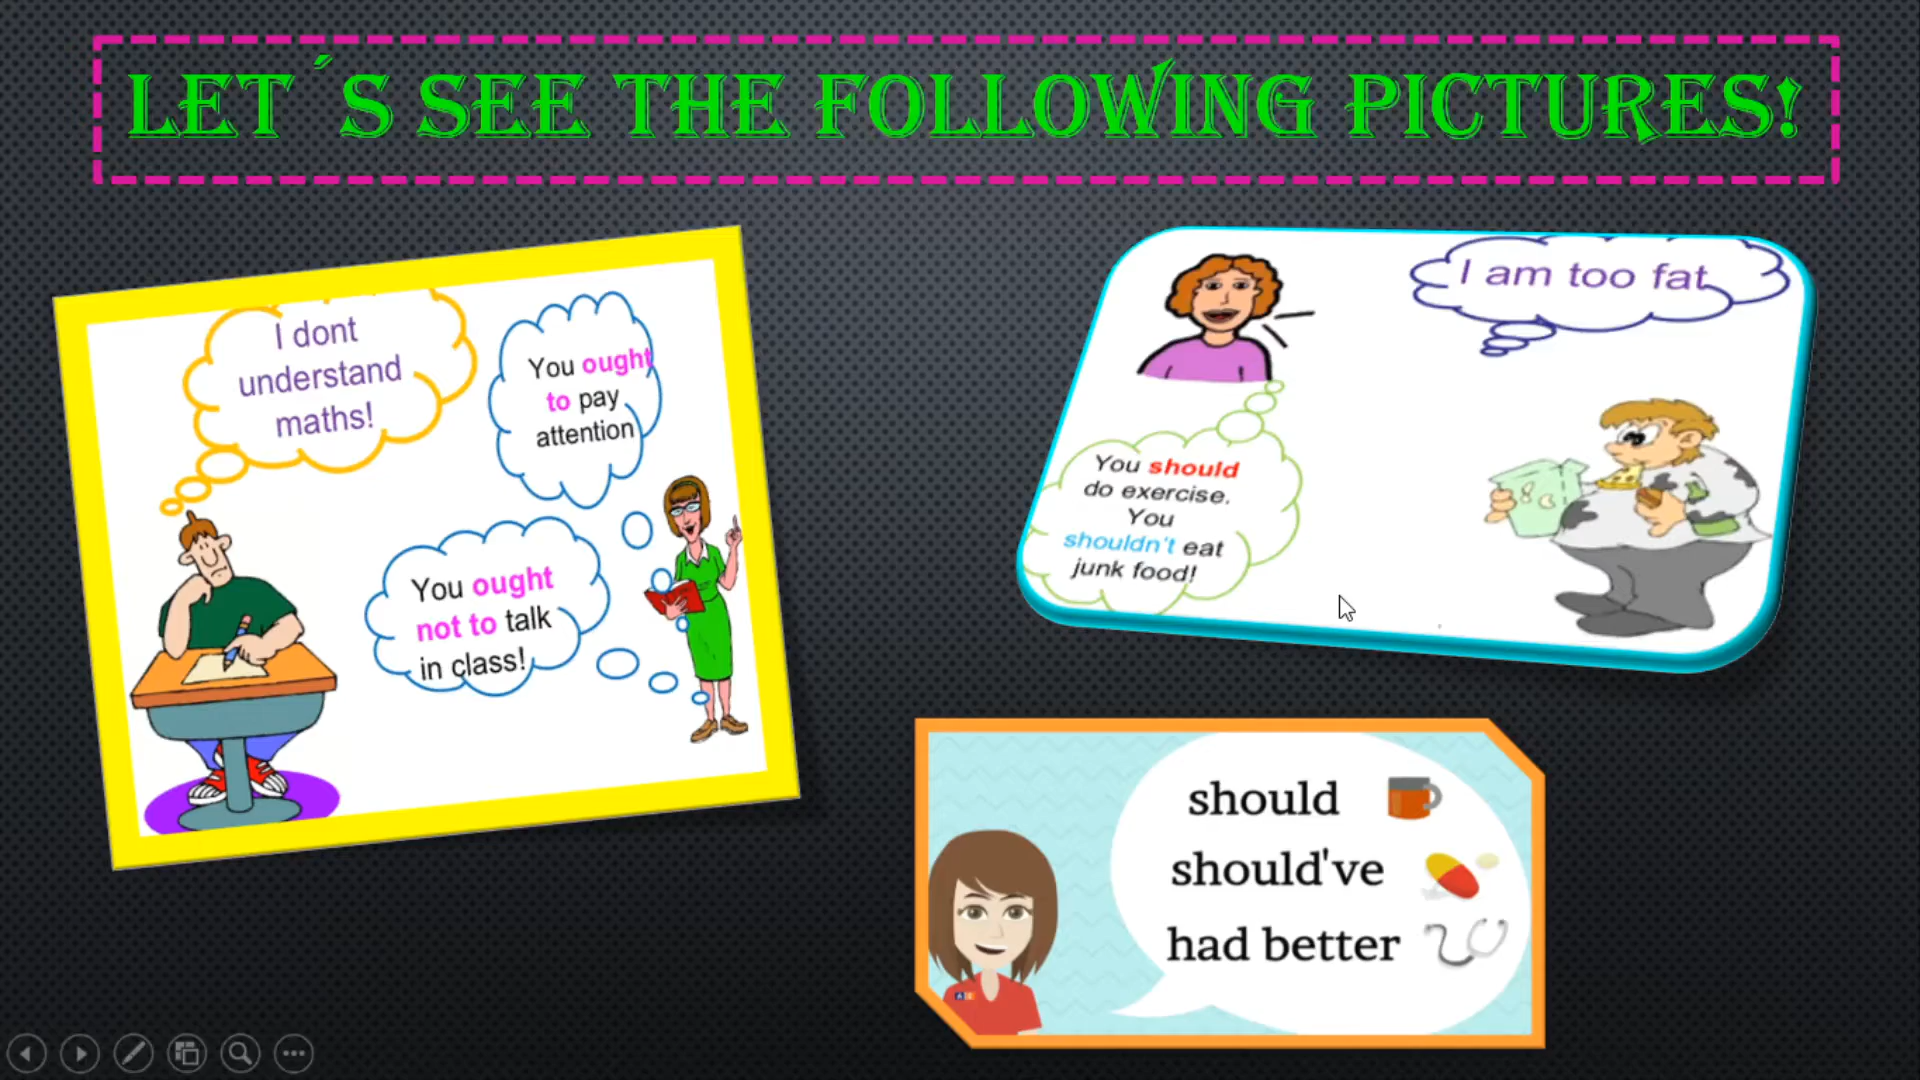 LET´S SEE THE FOLLOWING PICTURES!
I dont
understand
maths!
You ought
to pay
attention
You ought
not to talk
in class!
I am too fat
You should
do exercise.
You
shouldn't eat
junk food!
should
should've
had better